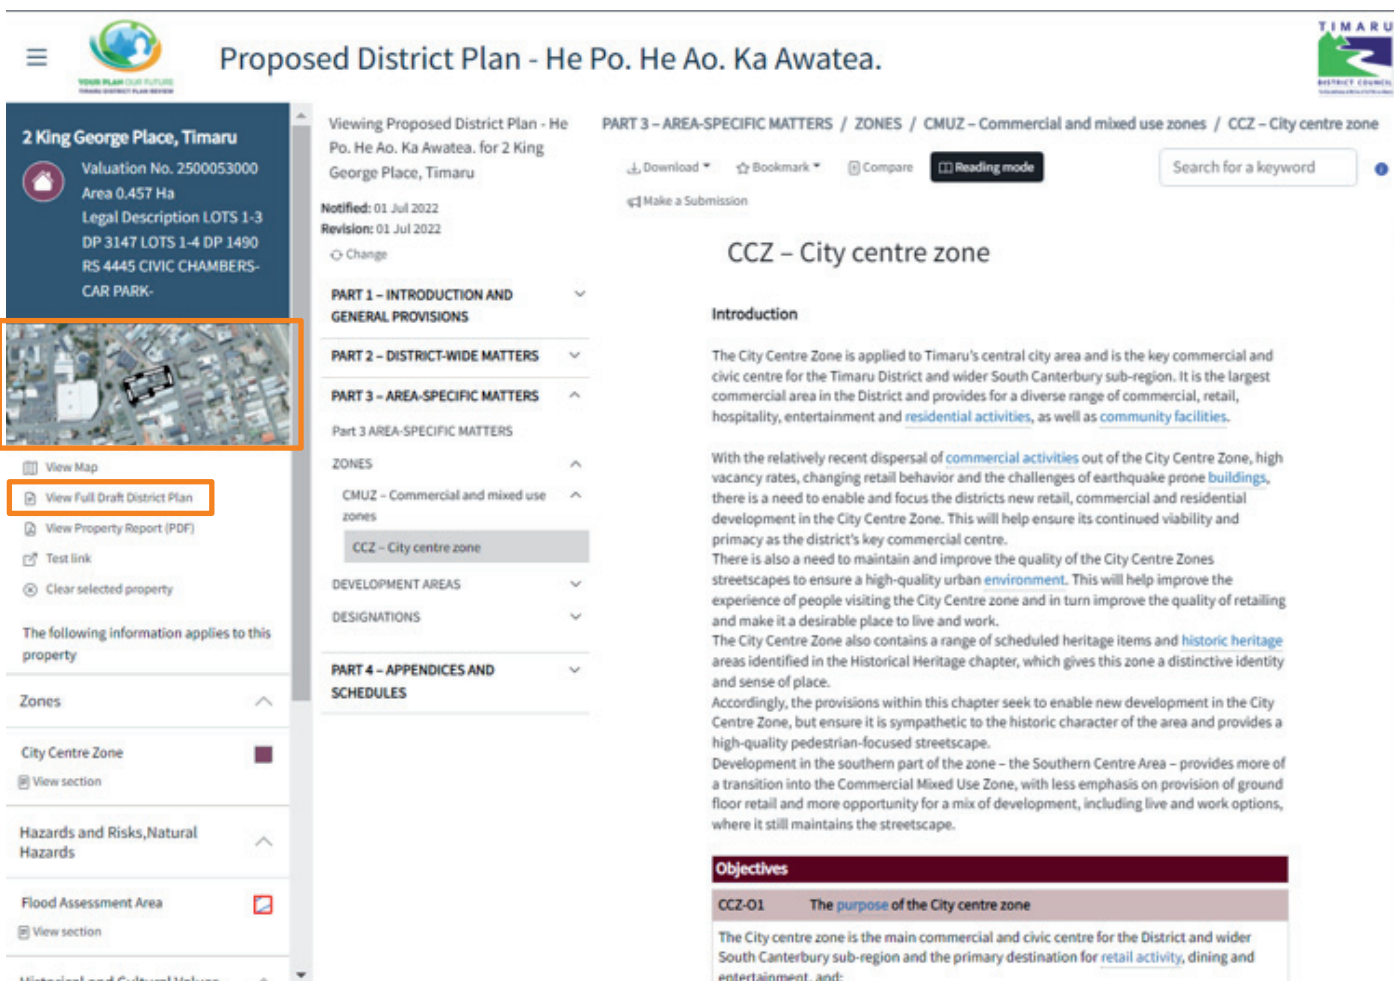 YOUR PLAN OUR FUTURE
TIMARU DISTRICT PLAN REVIEW
Proposed District Plan - He Po. He Ao. Ka Awatea.
TIMARU
DISTRICT COUNCIL
2 King George Place, Timaru
Valuation No. 2500053000
Area 0.457 Ha
Legal Description LOTS 1-3
DP 3147 LOTS 1-4 DP 1490
RS 4445 CIVIC CHAMBERS-
CAR PARK-
View Map
View Full Draft District Plan
View Property Report (PDF)
Test link
Clear selected property
The following information applies to this
property
Zones
City Centre Zone
View section
Hazards and Risks,Natural
Hazards
Flood Assessment Area
View section
Historical and Cultural Values
Viewing Proposed District Plan - He
Po. He Ao. Ka Awatea. for 2 King
George Place, Timaru
Notified: 01 Jul 2022
Revision: 01 Jul 2022
Change
PART 1 – INTRODUCTION AND
GENERAL PROVISIONS
PART 2 – DISTRICT-WIDE MATTERS
PART 3 – AREA-SPECIFIC MATTERS
Part 3 AREA-SPECIFIC MATTERS
ZONES
CMUZ – Commercial and mixed use
zones
CCZ – City centre zone
DEVELOPMENT AREAS
DESIGNATIONS
PART 4 – APPENDICES AND
SCHEDULES
PART 3 – AREA-SPECIFIC MATTERS / ZONES / CMUZ – Commercial and mixed use zones / CCZ – City centre zone
Download Bookmark Compare Reading mode Search for a keyword
Make a Submission
CCZ – City centre zone
Introduction
The City Centre Zone is applied to Timaru's central city area and is the key commercial and
civic centre for the Timaru District and wider South Canterbury sub-region. It is the largest
commercial area in the District and provides for a diverse range of commercial, retail,
hospitality, entertainment and residential activities, as well as community facilities.
With the relatively recent dispersal of commercial activities out of the City Centre Zone, high
vacancy rates, changing retail behavior and the challenges of earthquake prone buildings,
there is a need to enable and focus the districts new retail, commercial and residential
development in the City Centre Zone. This will help ensure its continued viability and
primacy as the district's key commercial centre.
There is also a need to maintain and improve the quality of the City Centre Zones
streetscapes to ensure a high-quality urban environment. This will help improve the
experience of people visiting the City Centre zone and in turn improve the quality of retailing
and make it a desirable place to live and work.
The City Centre Zone also contains a range of scheduled heritage items and historic heritage
areas identified in the Historical Heritage chapter, which gives this zone a distinctive identity
and sense of place.
Accordingly, the provisions within this chapter seek to enable new development in the City
Centre Zone, but ensure it is sympathetic to the historic character of the area and provides a
high-quality pedestrian-focused streetscape.
Development in the southern part of the zone – the Southern Centre Area – provides more of
a transition into the Commercial Mixed Use Zone, with less emphasis on provision of ground
floor retail and more opportunity for a mix of development, including live and work options,
where it still maintains the streetscape.
Objectives
CCZ-O1 The purpose of the City centre zone
The City centre zone is the main commercial and civic centre for the District and wider
South Canterbury sub-region and the primary destination for retail activity, dining and
entertainment, and: